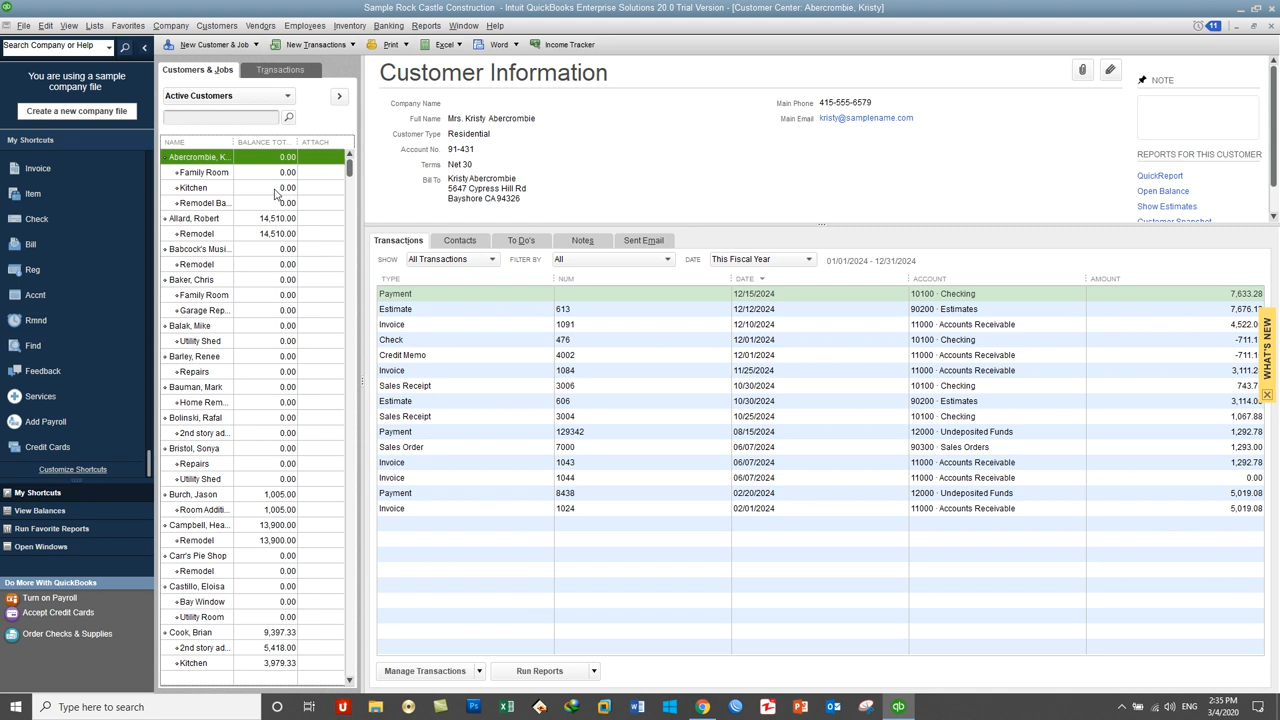 Sample Rock Castle Construction - Intuit QuickBooks Enterprise Solutions 20.0 Trial Version - [Customer Center: Abercrombie, Kristy]
File Edit View Lists Favorites Company Customers Vendors Employees Inventory Banking Reports Window Help 11
Search Company or Help
New Customer & Job New Transactions Print Excel Word Income Tracker
You are using a sample
company file
Create a new company file
My Shortcuts
Invoice
Item
Check
Bill
Reg
Accnt
Rmnd
Find
Feedback
Services
Add Payroll
Credit Cards
Customize Shortcuts
My Shortcuts
View Balances
Run Favorite Reports
Open Windows
Do More With QuickBooks
Turn on Payroll
Accept Credit Cards
Order Checks & Supplies
Customers & Jobs Transactions
Active Customers
NAME BALANCE TOT... ATTACH
Abercrombie, K... 0.00
Family Room 0.00
Kitchen 0.00
Remodel Ba... 0.00
Allard, Robert 14,510.00
Remodel 14,510.00
Babcock's Musi... 0.00
Remodel 0.00
Baker, Chris 0.00
Family Room 0.00
Garage Rep... 0.00
Balak, Mike 0.00
Utility Shed 0.00
Barley, Renee 0.00
Repairs 0.00
Bauman, Mark 0.00
Home Rem... 0.00
Bolinski, Rafal 0.00
2nd story ad... 0.00
Bristol, Sonya 0.00
Repairs 0.00
Utility Shed 0.00
Burch, Jason 1,005.00
Room Additi... 1,005.00
Campbell, Hea... 13,900.00
Remodel 13,900.00
Carr's Pie Shop 0.00
Remodel 0.00
Castillo, Eloisa 0.00
Bay Window 0.00
Utility Room 0.00
Cook, Brian 9,397.33
2nd story ad... 5,418.00
Kitchen 3,979.33
Customer Information
Company Name
Full Name Mrs. Kristy Abercrombie
Customer Type Residential
Account No. 91-431
Terms Net 30
Bill To Kristy Abercrombie
5647 Cypress Hill Rd
Bayshore CA 94326
Main Phone 415-555-6579
Main Email kristy@samplename.com
NOTE
REPORTS FOR THIS CUSTOMER
QuickReport
Open Balance
Show Estimates
Customer Snapshot
Transactions Contacts To Do's Notes Sent Email
SHOW All Transactions FILTER BY All DATE This Fiscal Year 01/01/2024 - 12/31/2024
TYPE NUM DATE ACCOUNT AMOUNT
Payment 12/15/2024 10100 · Checking 7,633.28
Estimate 613 12/12/2024 90200 · Estimates 7,676.1
Invoice 1091 12/10/2024 11000 · Accounts Receivable 4,522.0
Check 476 12/01/2024 10100 · Checking -711.1
Credit Memo 4002 12/01/2024 11000 · Accounts Receivable -711.1
Invoice 1084 11/25/2024 11000 · Accounts Receivable 3,111.2
Sales Receipt 3006 10/30/2024 10100 · Checking 743.7
Estimate 606 10/30/2024 90200 · Estimates 3,114.0
Sales Receipt 3004 10/25/2024 10100 · Checking 1,067.88
Payment 129342 08/15/2024 12000 · Undeposited Funds 1,292.78
Sales Order 7000 06/07/2024 90300 · Sales Orders 1,293.00
Invoice 1043 06/07/2024 11000 · Accounts Receivable 1,292.78
Invoice 1044 06/07/2024 11000 · Accounts Receivable 0.00
Payment 8438 02/20/2024 12000 · Undeposited Funds 5,019.08
Invoice 1024 02/01/2024 11000 · Accounts Receivable 5,019.08
WHAT'S NEW
Manage Transactions Run Reports
Type here to search
2:35 PM
3/4/2020